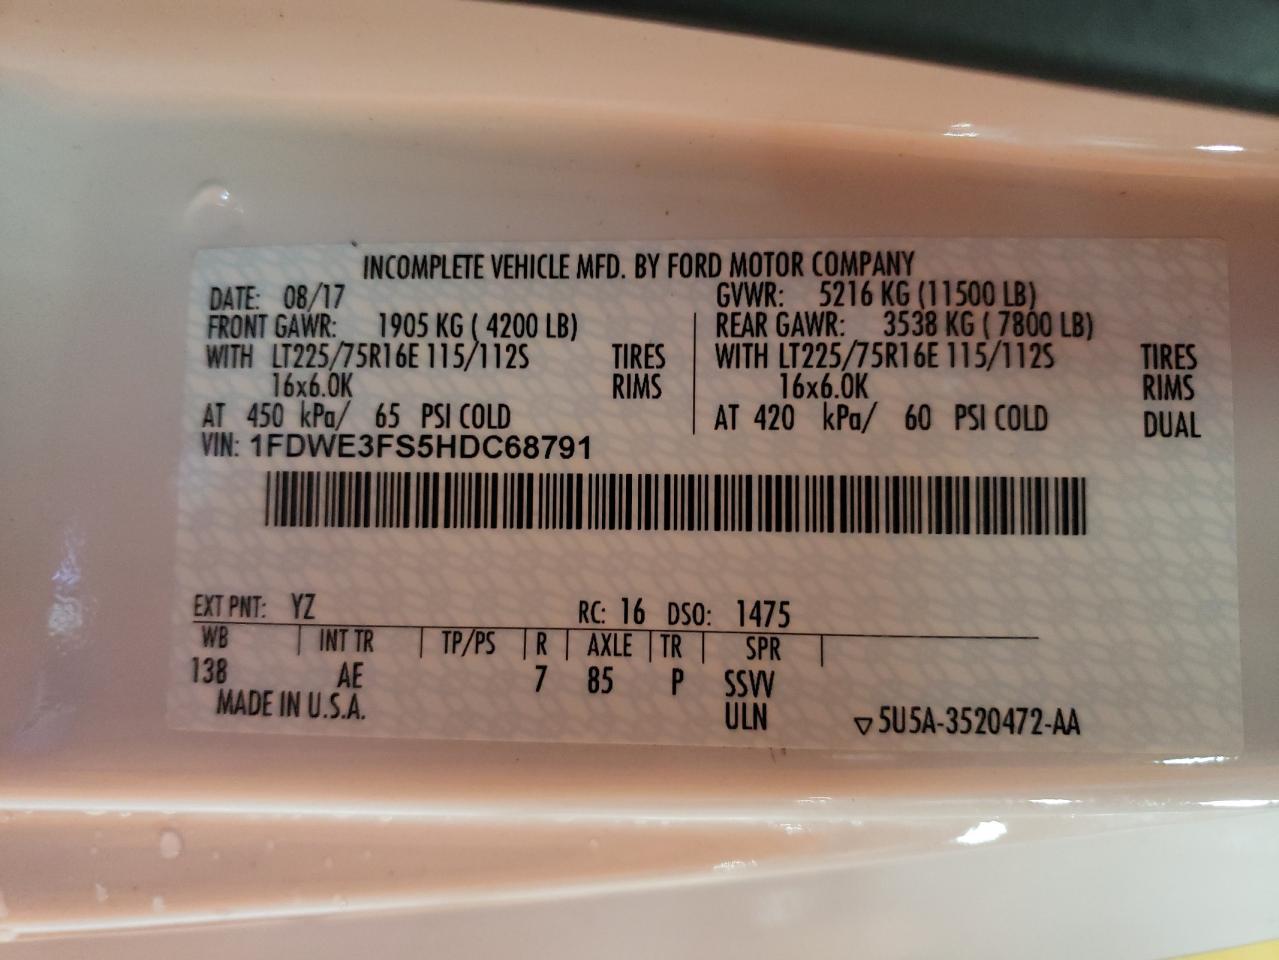 INCOMPLETE VEHICLE MFD. BY FORD MOTOR COMPANY
DATE: 08/17 GVWR: 5216 KG (11500 LB)
FRONT GAWR: 1905 KG ( 4200 LB) REAR GAWR: 3538 KG ( 7800 LB)
WITH LT225/75R16E 115/112S TIRES WITH LT225/75R16E 115/112S TIRES
16x6.0K RIMS 16x6.0K RIMS
AT 450 kPa/ 65 PSI COLD AT 420 kPa/ 60 PSI COLD DUAL
VIN: 1FDWE3FS5HDC68791
EXT PNT: YZ RC: 16 DSO: 1475
WB INT TR TP/PS R AXLE TR SPR
138 AE 7 85 P SSVV
MADE IN U.S.A. ULN ▽5U5A-3520472-AA